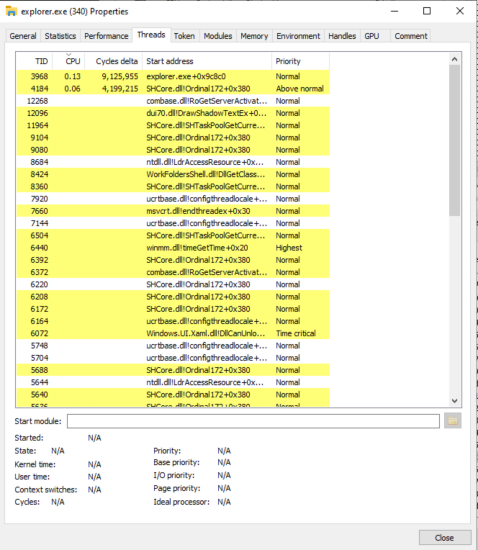 explorer.exe (340) Properties
General Statistics Performance Threads Token Modules Memory Environment Handles GPU Comment
TID CPU Cycles delta Start address Priority
3968 0.13 9,125,955 explorer.exe+0x9c8c0 Normal
4184 0.06 4,199,215 SHCore.dll!Ordinal172+0x380 Above normal
12268 combase.dll!RoGetServerActivat... Normal
12096 dui70.dll!DrawShadowTextEx+0... Normal
11964 SHCore.dll!SHTaskPoolGetCurre... Normal
9104 SHCore.dll!Ordinal172+0x380 Normal
9080 SHCore.dll!Ordinal172+0x380 Normal
8684 ntdll.dll!LdrAccessResource+0x... Normal
8424 WorkFoldersShell.dll!DllGetClass... Normal
8360 SHCore.dll!SHTaskPoolGetCurre... Normal
7920 ucrtbase.dll!configthreadlocale+... Normal
7660 msvcrt.dll!endthreadex+0x30 Normal
7144 ucrtbase.dll!configthreadlocale+... Normal
6504 SHCore.dll!SHTaskPoolGetCurre... Normal
6440 winmm.dll!timeGetTime+0x20 Highest
6392 SHCore.dll!Ordinal172+0x380 Normal
6372 combase.dll!RoGetServerActivat... Normal
6220 SHCore.dll!Ordinal172+0x380 Normal
6208 SHCore.dll!Ordinal172+0x380 Normal
6172 SHCore.dll!Ordinal172+0x380 Normal
6164 ucrtbase.dll!configthreadlocale+... Normal
6072 Windows.UI.Xaml.dll!DllCanUnlo... Time critical
5748 ucrtbase.dll!configthreadlocale+... Normal
5704 ucrtbase.dll!configthreadlocale+... Normal
5688 SHCore.dll!Ordinal172+0x380 Normal
5644 ntdll.dll!LdrAccessResource+0x... Normal
5640 SHCore.dll!Ordinal172+0x380 Normal
5636 SHCore.dll!Ordinal172+0x380 Normal
Start module:
Started: N/A
State: N/A Priority: N/A
Kernel time: N/A Base priority: N/A
User time: N/A I/O priority: N/A
Context switches: N/A Page priority: N/A
Cycles: N/A Ideal processor: N/A
Close